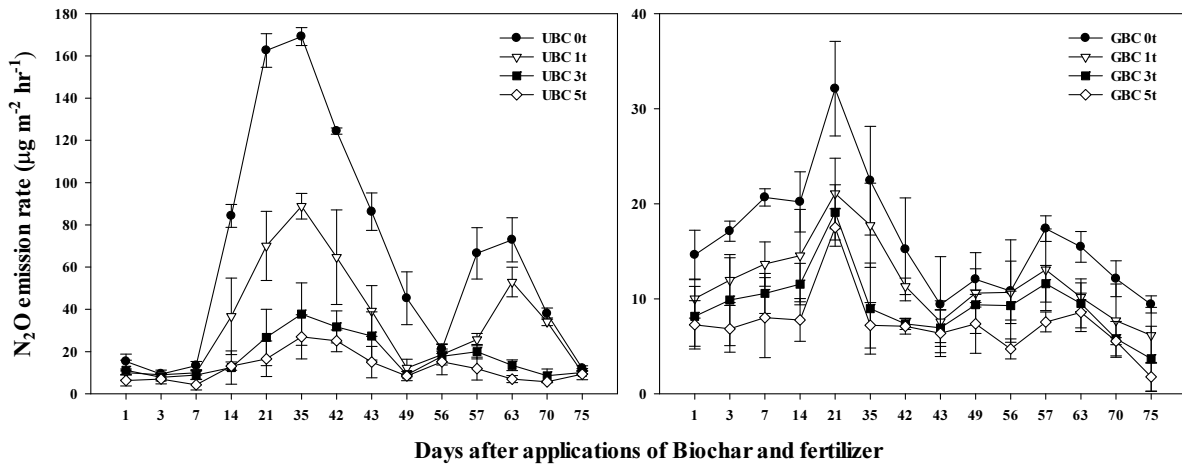 N2O emission rate (µg m-2 hr-1)
180
160
140
120
100
80
60
40
20
0
UBC 0t
UBC 1t
UBC 3t
UBC 5t
1 3 7 14 21 35 42 43 49 56 57 63 70 75
40
30
20
10
0
GBC 0t
GBC 1t
GBC 3t
GBC 5t
1 3 7 14 21 35 42 43 49 56 57 63 70 75
Days after applications of Biochar and fertilizer